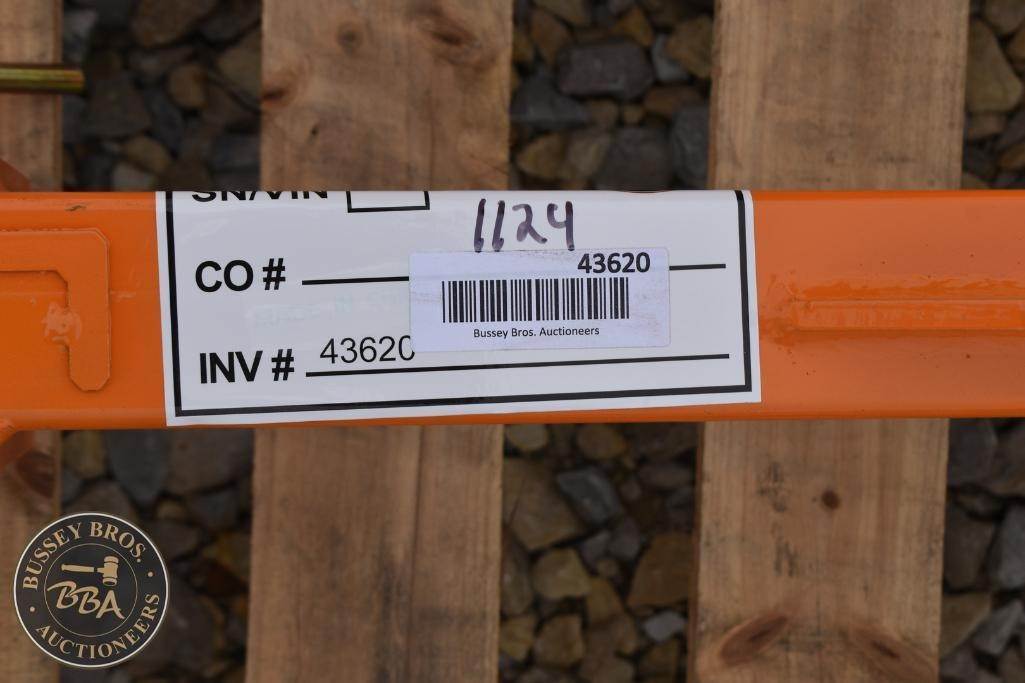 SN/VIN
1124
CO #
43620
Bussey Bros. Auctioneers
INV # 43620
BUSSEY BROS.
BBA
AUCTIONEERS